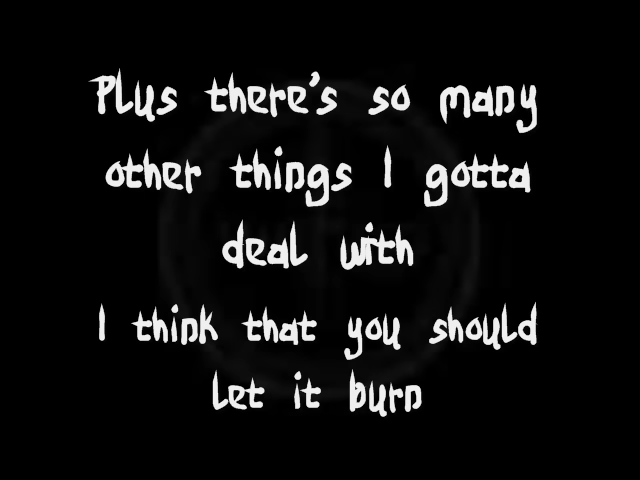 Plus there's so many
other things I gotta
deal with
I think that you should
let it burn